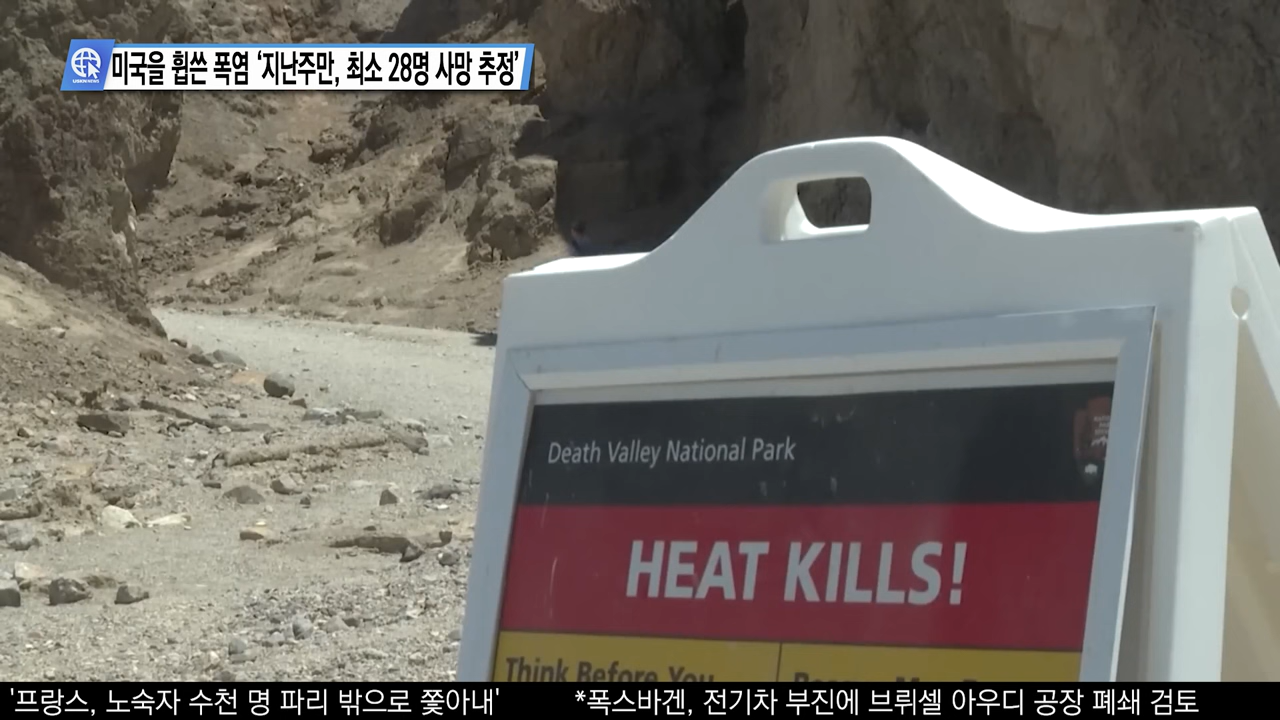 미국을 휩쓴 폭염 ‘지난주만, 최소 28명 사망 추정’
Death Valley National Park
HEAT KILLS!
Think Before You
'프랑스, 노숙자 수천 명 파리 밖으로 쫓아내' *폭스바겐, 전기차 부진에 브뤼셀 아우디 공장 폐쇄 검토